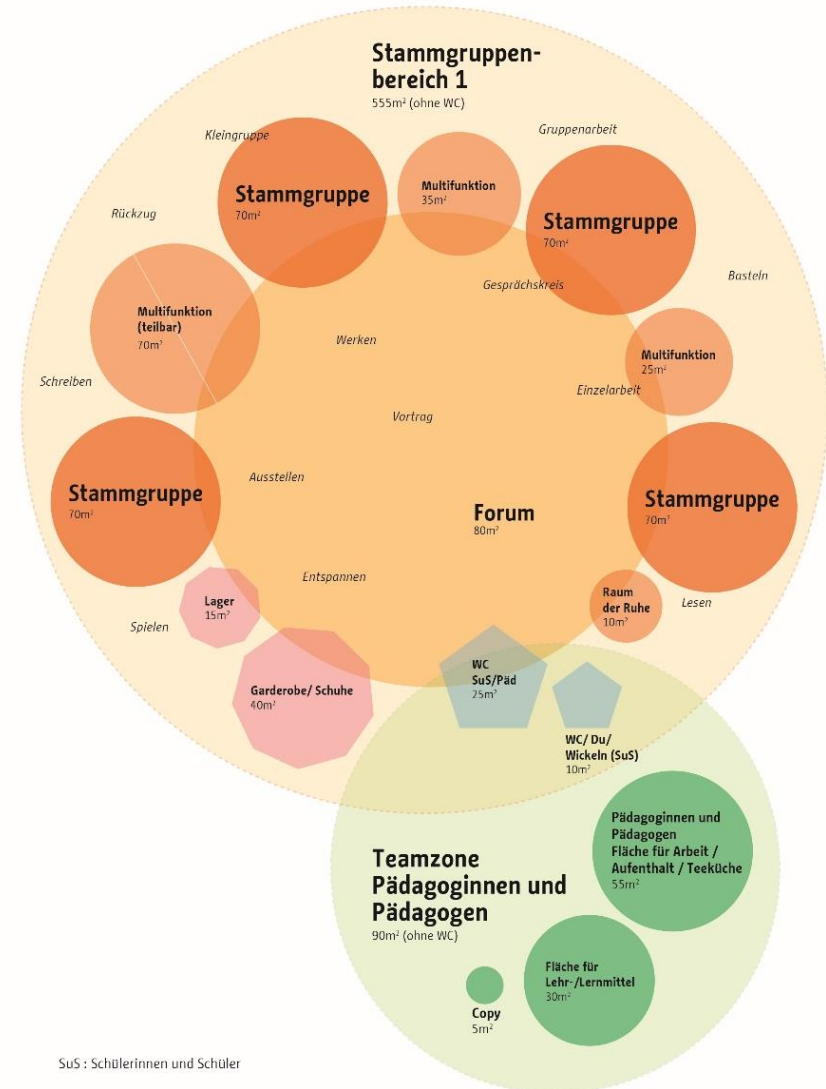 Stammgruppen-
bereich 1
555m² (ohne WC)
Kleingruppe
Gruppenarbeit
Stammgruppe
70m²
Multifunktion
35m²
Stammgruppe
70m²
Rückzug
Gesprächskreis
Basteln
Multifunktion
(teilbar)
70m²
Werken
Multifunktion
25m²
Schreiben
Einzelarbeit
Vortrag
Stammgruppe
70m²
Ausstellen
Forum
80m²
Stammgruppe
70m²
Entspannen
Lager
15m²
Raum
der Ruhe
10m²
Lesen
Spielen
Garderobe/ Schuhe
40m²
WC
SuS/Päd
25m²
WC/ Du/
Wickeln (SuS)
10m²
Pädagoginnen und
Pädagogen
Fläche für Arbeit /
Aufenthalt / Teeküche
55m²
Teamzone
Pädagoginnen und
Pädagogen
90m² (ohne WC)
Fläche für
Lehr-/Lernmittel
30m²
Copy
5m²
SuS : Schülerinnen und Schüler